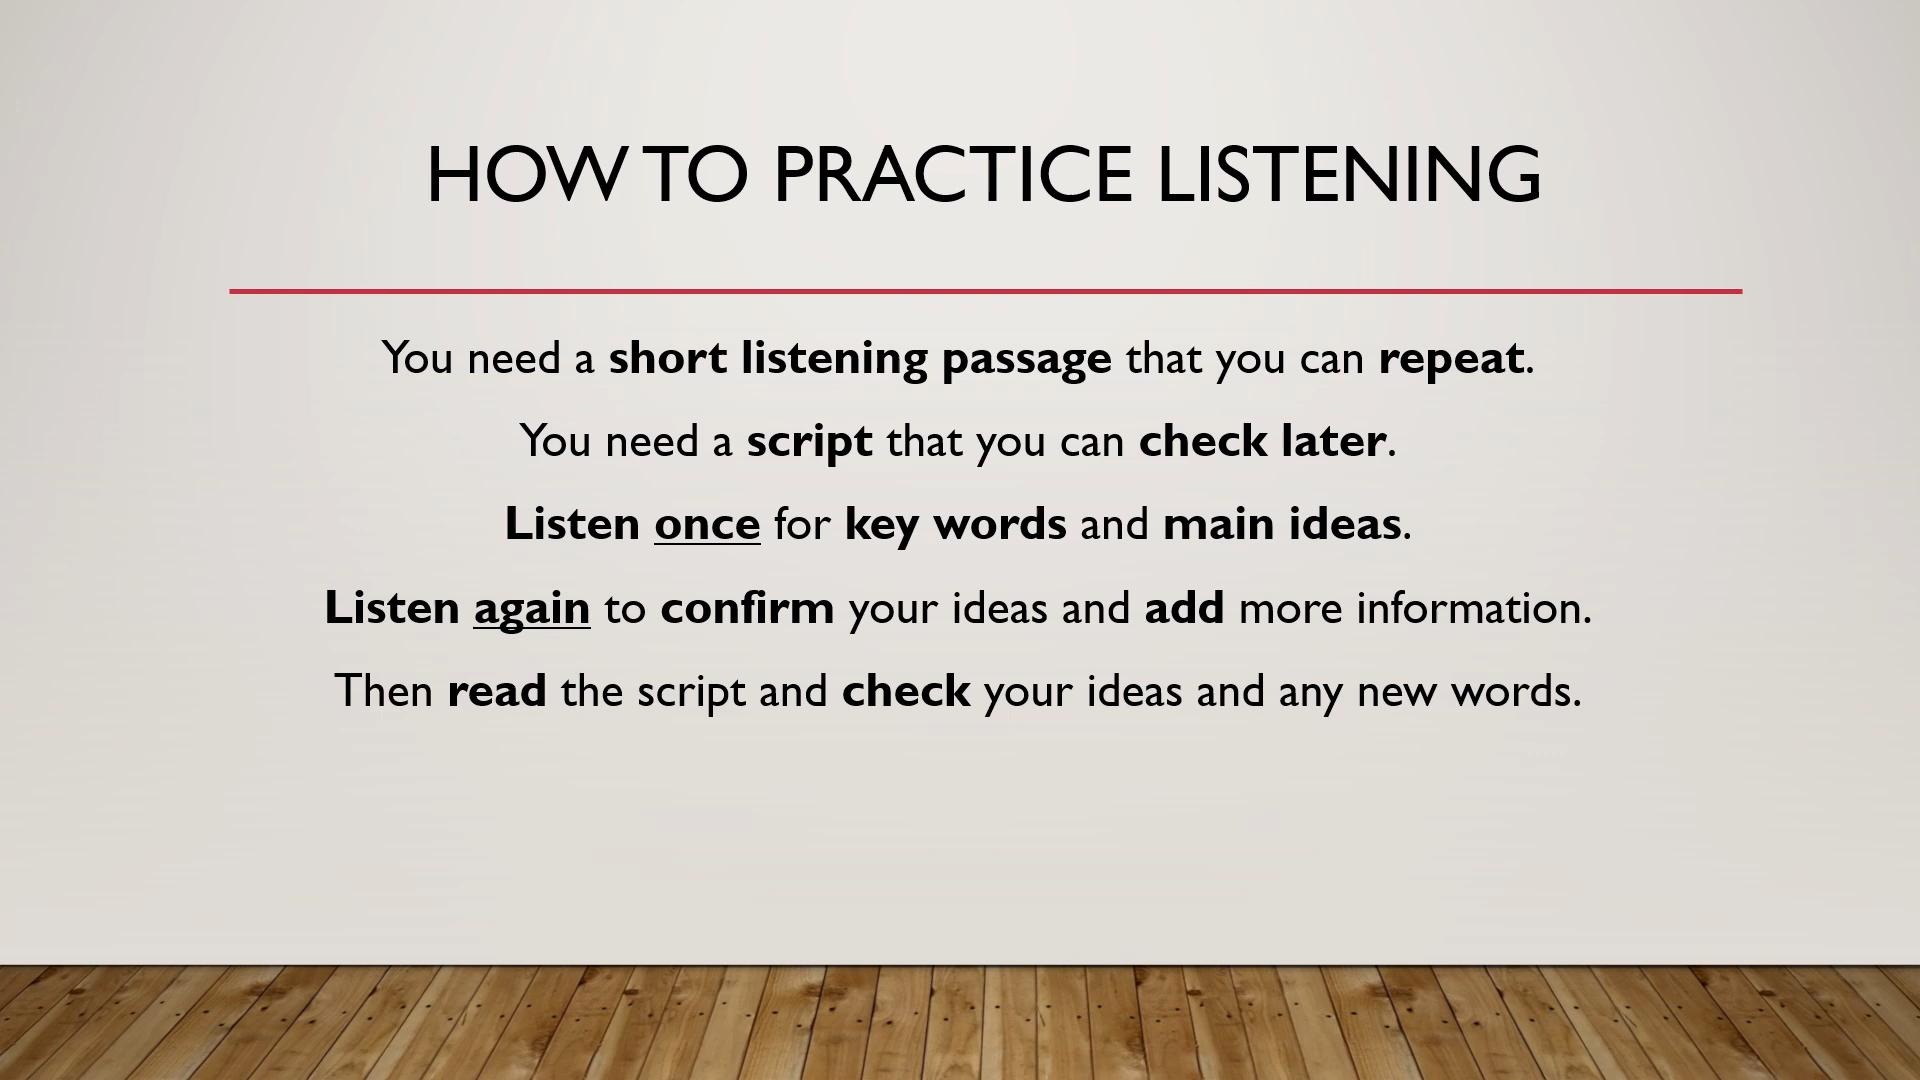 HOW TO PRACTICE LISTENING
You need a short listening passage that you can repeat.
You need a script that you can check later.
Listen once for key words and main ideas.
Listen again to confirm your ideas and add more information.
Then read the script and check your ideas and any new words.